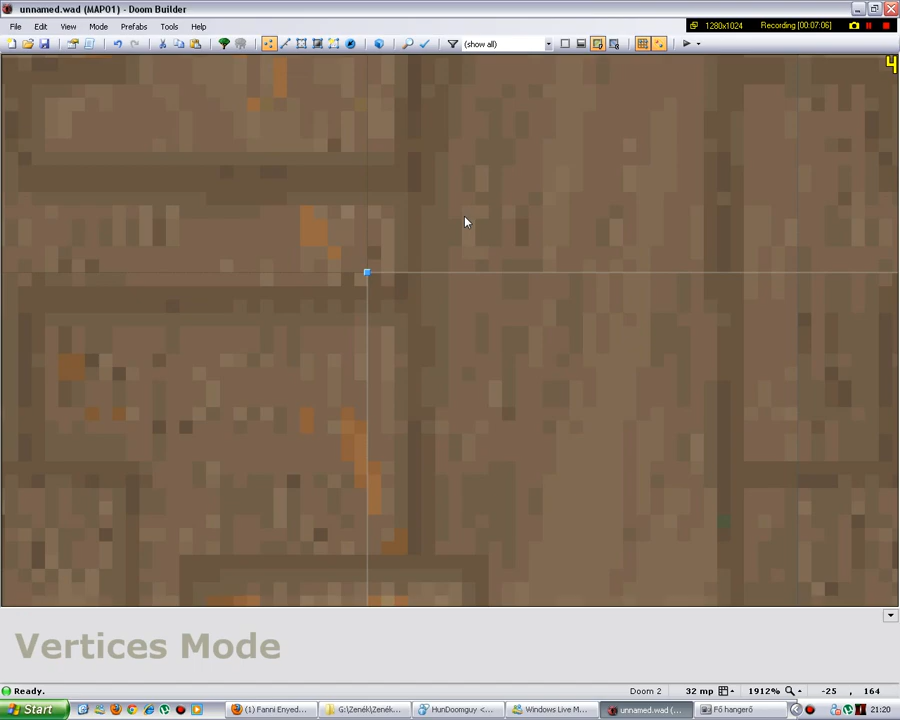 unnamed.wad (MAP01) - Doom Builder
File Edit View Mode Prefabs Tools Help
1280x1024 Recording [00:07:06]
(show all)
4
Vertices Mode
Ready. Doom 2 32 mp 1912% -25 , 164
Start (1) Fanni Enyed... G:\Zenék\Zenék... HunDoomguy <... Windows Live M... unnamed.wad (... Fő hangerő 21:20